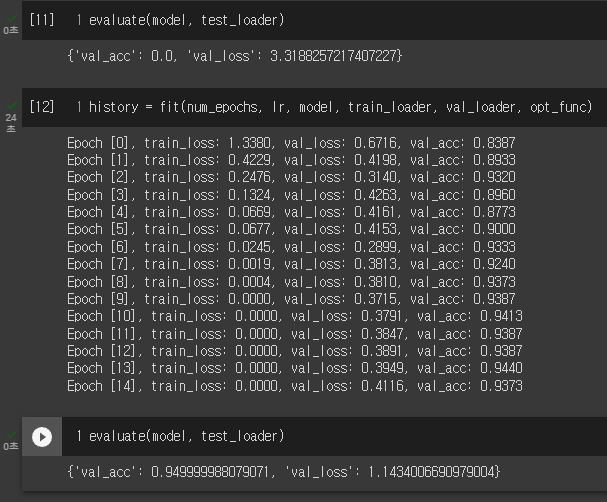 [11] 1 evaluate(model, test_loader)
0초
{'val_acc': 0.0, 'val_loss': 3.3188257217407227}
[12] 1 history = fit(num_epochs, lr, model, train_loader, val_loader, opt_func)
24
초
Epoch [0], train_loss: 1.3380, val_loss: 0.6716, val_acc: 0.8387
Epoch [1], train_loss: 0.4229, val_loss: 0.4198, val_acc: 0.8933
Epoch [2], train_loss: 0.2476, val_loss: 0.3140, val_acc: 0.9320
Epoch [3], train_loss: 0.1324, val_loss: 0.4263, val_acc: 0.8960
Epoch [4], train_loss: 0.0669, val_loss: 0.4161, val_acc: 0.8773
Epoch [5], train_loss: 0.0677, val_loss: 0.4153, val_acc: 0.9000
Epoch [6], train_loss: 0.0245, val_loss: 0.2899, val_acc: 0.9333
Epoch [7], train_loss: 0.0019, val_loss: 0.3813, val_acc: 0.9240
Epoch [8], train_loss: 0.0004, val_loss: 0.3810, val_acc: 0.9373
Epoch [9], train_loss: 0.0000, val_loss: 0.3715, val_acc: 0.9387
Epoch [10], train_loss: 0.0000, val_loss: 0.3791, val_acc: 0.9413
Epoch [11], train_loss: 0.0000, val_loss: 0.3847, val_acc: 0.9387
Epoch [12], train_loss: 0.0000, val_loss: 0.3891, val_acc: 0.9387
Epoch [13], train_loss: 0.0000, val_loss: 0.3949, val_acc: 0.9440
Epoch [14], train_loss: 0.0000, val_loss: 0.4116, val_acc: 0.9373
1 evaluate(model, test_loader)
0초
{'val_acc': 0.949999988079071, 'val_loss': 1.1434006690979004}